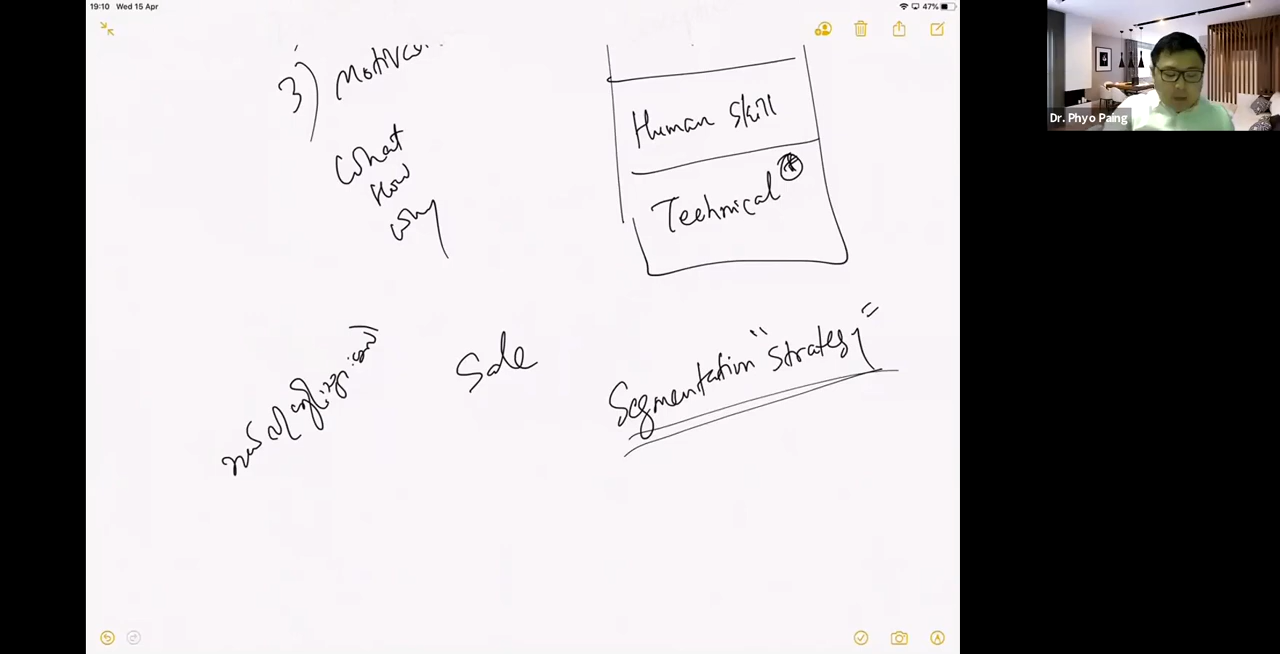 19:10 Wed 15 Apr
47%
3)
Human Skill
What
How
Why
Technical
Sale
Segmentation "Strategy"
Dr. Phyo Paing